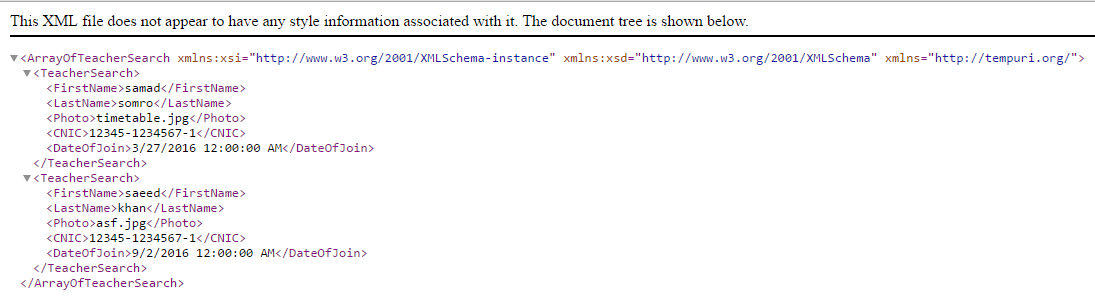 This XML file does not appear to have any style information associated with it. The document tree is shown below.
▼<ArrayOfTeacherSearch xmlns:xsi="http://www.w3.org/2001/XMLSchema-instance" xmlns:xsd="http://www.w3.org/2001/XMLSchema" xmlns="http://tempuri.org/">
▼<TeacherSearch>
<FirstName>samad</FirstName>
<LastName>somro</LastName>
<Photo>timetable.jpg</Photo>
<CNIC>12345-1234567-1</CNIC>
<DateOfJoin>3/27/2016 12:00:00 AM</DateOfJoin>
</TeacherSearch>
▼<TeacherSearch>
<FirstName>saeed</FirstName>
<LastName>khan</LastName>
<Photo>asf.jpg</Photo>
<CNIC>12345-1234567-1</CNIC>
<DateOfJoin>9/2/2016 12:00:00 AM</DateOfJoin>
</TeacherSearch>
</ArrayOfTeacherSearch>